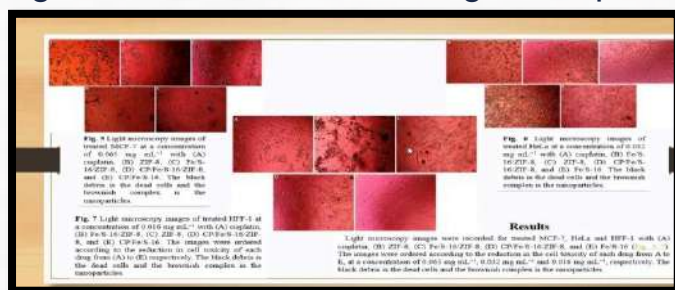 Fig. 5 Light microscopy images of
treated MCF-7 at a concentration
of 0.065 mg mL⁻¹ with (A)
cisplatin, (B) ZIF-8, (C) Fe/S-
16/ZIF-8, (D) CP/Fe/S-16/ZIF-8,
and (E) CP/Fe/S-16. The black
debris is the dead cells and the
brownish complex is the
nanoparticles.
Fig. 7 Light microscopy images of treated HFF-1 at
a concentration of 0.016 mg mL⁻¹ with (A) cisplatin,
(B) Fe/S-16/ZIF-8, (C) ZIF-8, (D) CP/Fe/S-16/ZIF-
8, and (E) CP/Fe/S-16. The images were ordered
according to the reduction in cell toxicity of each
drug from (A) to (E) respectively. The black debris is
the dead cells and the brownish complex is the
nanoparticles.
Fig. 6 Light microscopy images of
treated HeLa at a concentration of 0.032
mg mL⁻¹ with (A) cisplatin, (B) Fe/S-
16/ZIF-8, (C) ZIF-8, (D) CP/Fe/S-16-
ZIF-8, and (E) Fe/S-16. The black
debris is the dead cells and the brownish
complex is the nanoparticles.
Results
Light microscopy images were recorded for treated MCF-7, HeLa and HFF-1 with (A)
cisplatin, (B) ZIF-8, (C) Fe/S-16/ZIF-8, (D) CP/Fe/S-16/ZIF-8, and (E) Fe/S-16
The images were ordered according to the reduction in the cell toxicity of each drug from A to
E, at a concentration of 0.065 mg mL⁻¹, 0.032 mg mL⁻¹ and 0.016 mg mL⁻¹, respectively. The
black debris is the dead cells and the brownish complex is the nanoparticles.